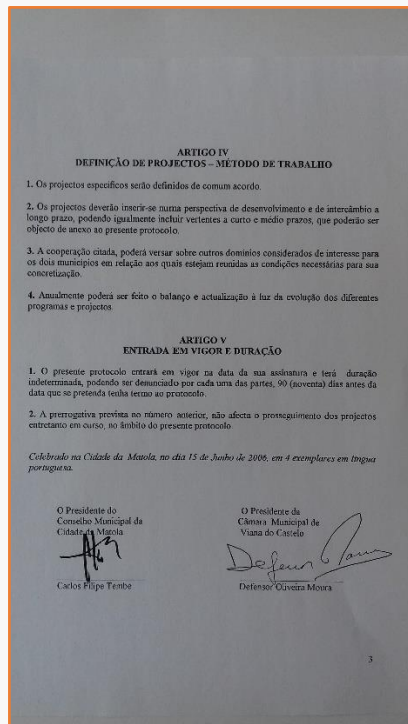 ARTIGO IV
DEFINIÇÃO DE PROJECTOS – MÉTODO DE TRABALHO
1. Os projectos específicos serão definidos de comum acordo.
2. Os projectos deverão inserir-se numa perspectiva de desenvolvimento e de intercâmbio a
longo prazo, podendo igualmente incluir vertentes a curto e médio prazos, que poderão ser
objecto de anexo ao presente protocolo.
3. A cooperação citada, poderá versar sobre outros domínios considerados de interesse para
os dois municípios em relação aos quais estejam reunidas as condições necessárias para sua
concretização.
4. Anualmente poderá ser feito o balanço e actualização à luz da evolução dos diferentes
programas e projectos.
ARTIGO V
ENTRADA EM VIGOR E DURAÇÃO
1. O presente protocolo entrará em vigor na data da sua assinatura e terá duração
indeterminada, podendo ser denunciado por cada uma das partes, 90 (noventa) dias antes da
data que se pretenda tenha termo ao protocolo.
2. A prerrogativa prevista no número anterior, não afecta o prosseguimento dos projectos
entretanto em curso, no âmbito do presente protocolo
Celebrado na Cidade da Matola, no dia 15 de Junho de 2006, em 4 exemplares em língua
portuguesa.
O Presidente do
Conselho Municipal da
Cidade da Matola
Carlos Filipe Tembe
O Presidente da
Câmara Municipal de
Viana do Castelo
Defensor Oliveira Moura
3